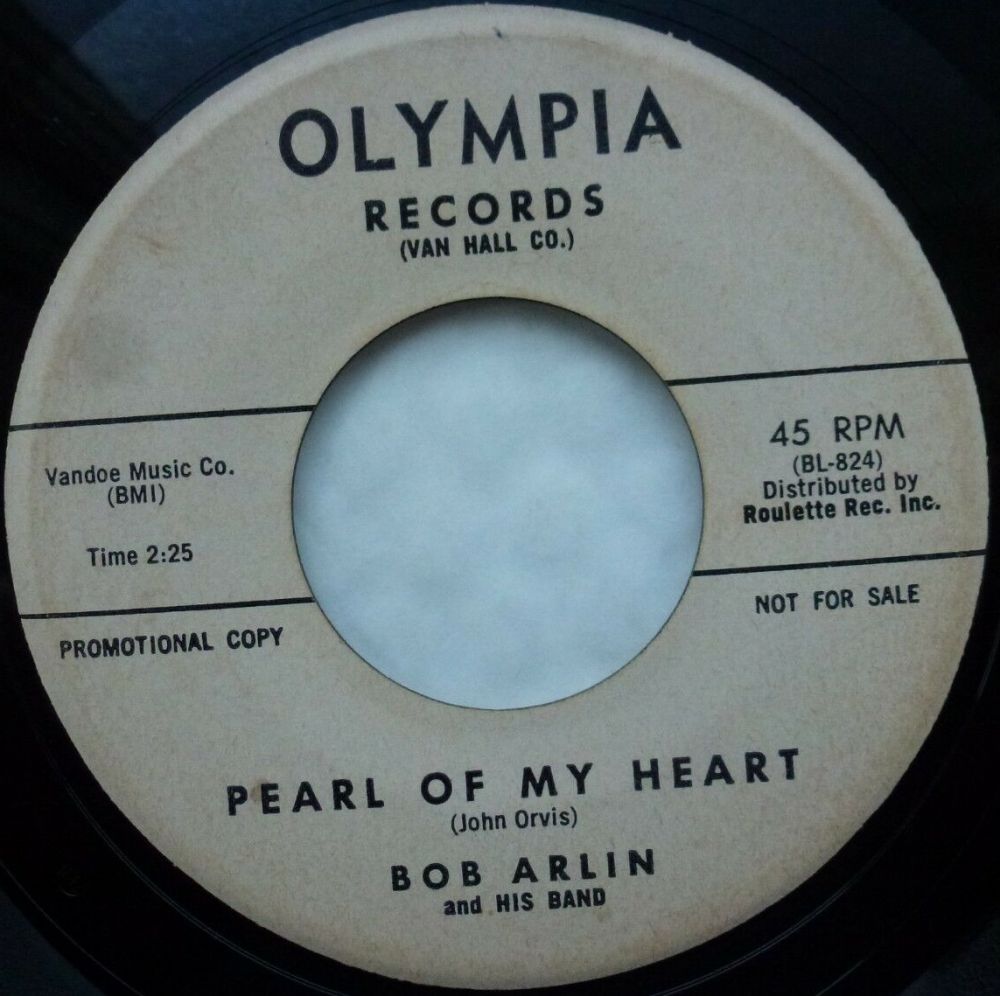 OLYMPIA
RECORDS
(VAN HALL CO.)
Vandoe Music Co.
(BMI)
Time 2:25
PROMOTIONAL COPY
45 RPM
(BL-824)
Distributed by
Roulette Rec. Inc.
NOT FOR SALE
PEARL OF MY HEART
(John Orvis)
BOB ARLIN
and HIS BAND